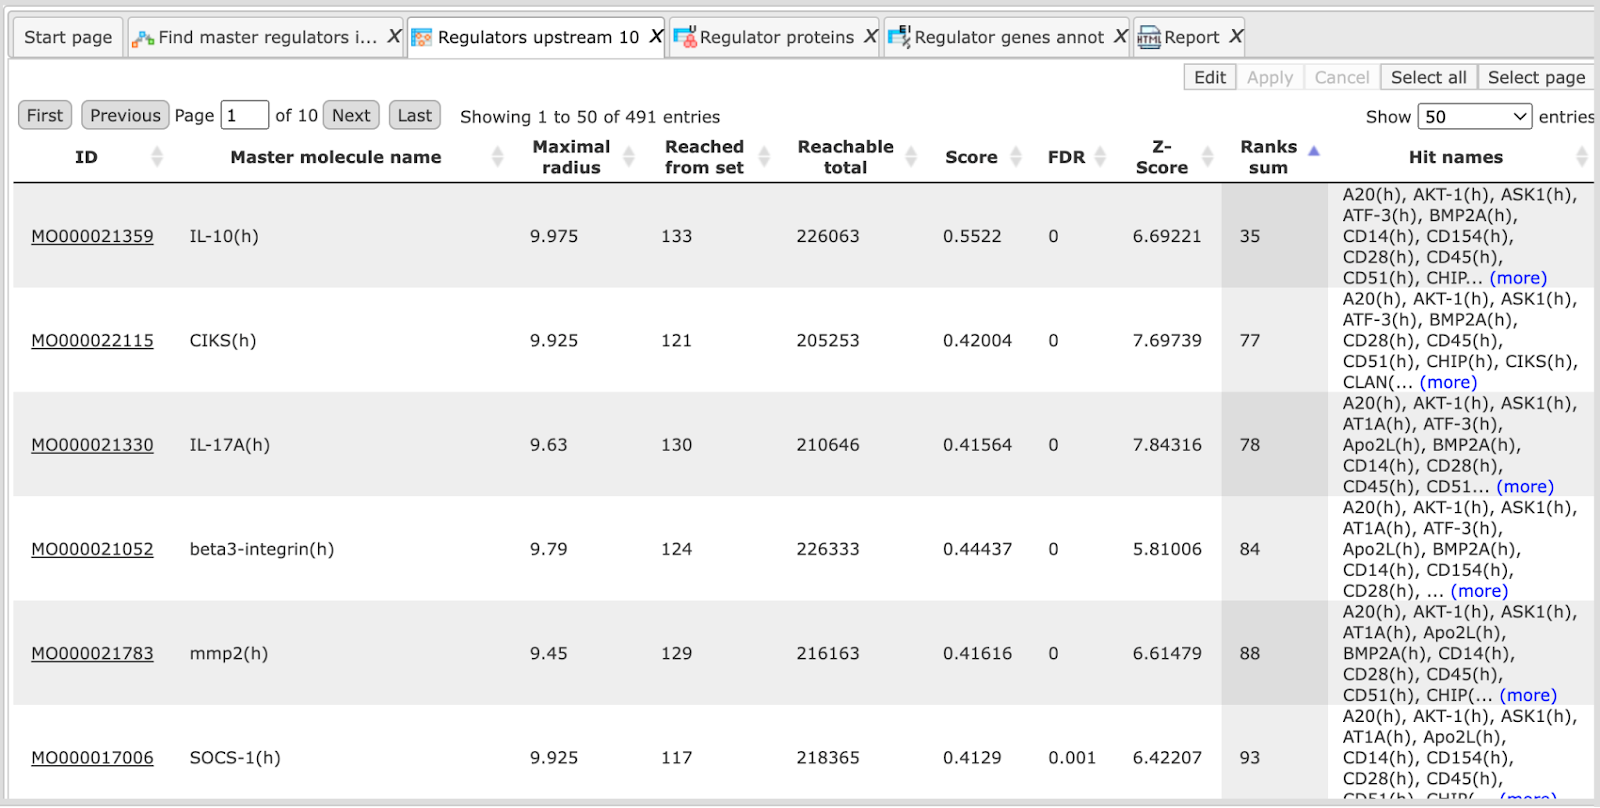 Start page
Find master regulators i... X
Regulators upstream 10 X
Regulator proteins X
Regulator genes annot X
HTML Report X
Edit Apply Cancel Select all Select page
First Previous Page 1 of 10 Next Last Showing 1 to 50 of 491 entries Show 50 entries
ID Master molecule name Maximal radius Reached from set Reachable total Score FDR Z-Score Ranks sum Hit names
MO000021359 IL-10(h) 9.975 133 226063 0.5522 0 6.69221 35
A20(h), AKT-1(h), ASK1(h),
ATF-3(h), BMP2A(h),
CD14(h), CD154(h),
CD28(h), CD45(h),
CD51(h), CHIP... (more)
MO000022115 CIKS(h) 9.925 121 205253 0.42004 0 7.69739 77
A20(h), AKT-1(h), ASK1(h),
ATF-3(h), BMP2A(h),
CD28(h), CD45(h),
CD51(h), CHIP(h), CIKS(h),
CLAN(... (more)
MO000021330 IL-17A(h) 9.63 130 210646 0.41564 0 7.84316 78
A20(h), AKT-1(h), ASK1(h),
AT1A(h), ATF-3(h),
Apo2L(h), BMP2A(h),
CD14(h), CD28(h),
CD45(h), CD51... (more)
MO000021052 beta3-integrin(h) 9.79 124 226333 0.44437 0 5.81006 84
A20(h), AKT-1(h), ASK1(h),
AT1A(h), ATF-3(h),
Apo2L(h), BMP2A(h),
CD14(h), CD154(h),
CD28(h), ... (more)
MO000021783 mmp2(h) 9.45 129 216163 0.41616 0 6.61479 88
A20(h), AKT-1(h), ASK1(h),
AT1A(h), Apo2L(h),
BMP2A(h), CD14(h),
CD28(h), CD45(h),
CD51(h), CHIP(... (more)
MO000017006 SOCS-1(h) 9.925 117 218365 0.4129 0.001 6.42207 93
A20(h), AKT-1(h), ASK1(h),
AT1A(h), Apo2L(h),
CD14(h), CD154(h),
CD28(h), CD45(h),
CD51(h), CHIP(... (more)